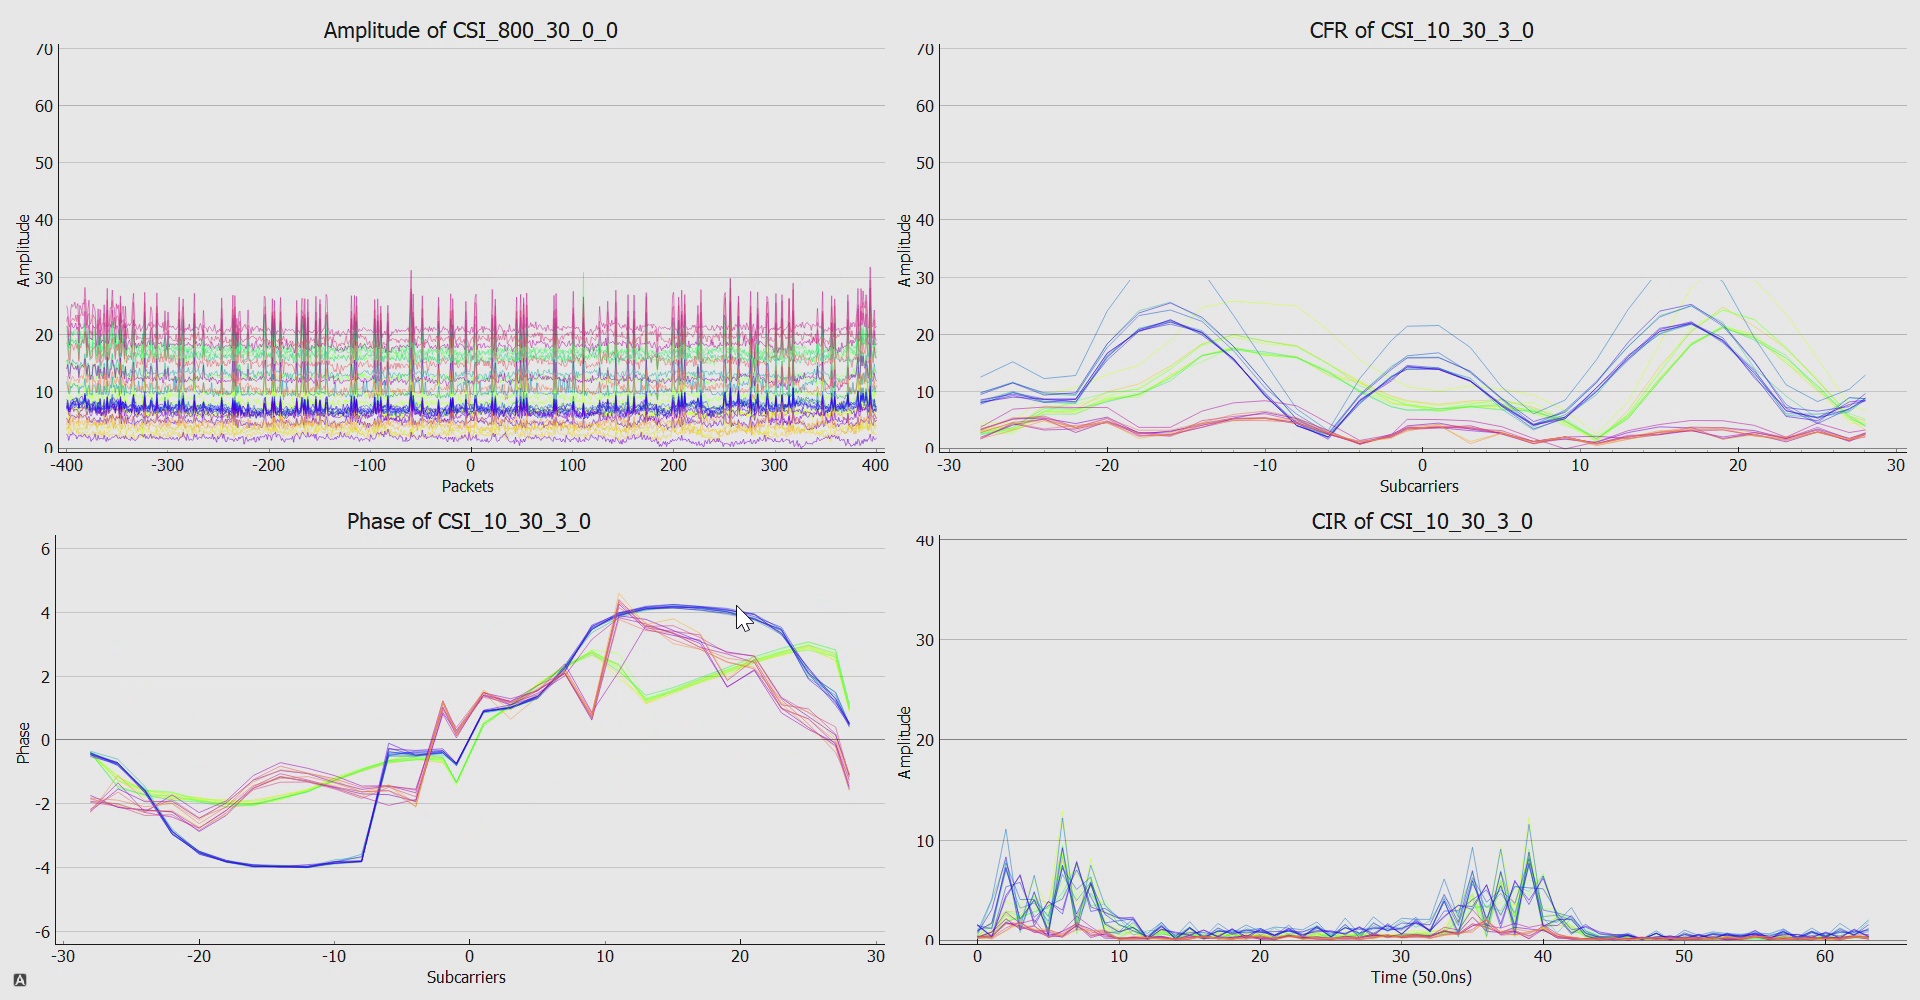 Amplitude of CSI_800_30_0_0
70
60
50
40
30
20
10
0
Amplitude
-400 -300 -200 -100 0 100 200 300 400
Packets
CFR of CSI_10_30_3_0
70
60
50
40
30
20
10
0
Amplitude
-30 -20 -10 0 10 20 30
Subcarriers
Phase of CSI_10_30_3_0
6
4
2
0
-2
-4
-6
Phase
-30 -20 -10 0 10 20 30
Subcarriers
A
CIR of CSI_10_30_3_0
40
30
20
10
0
Amplitude
0 10 20 30 40 50 60
Time (50.0ns)